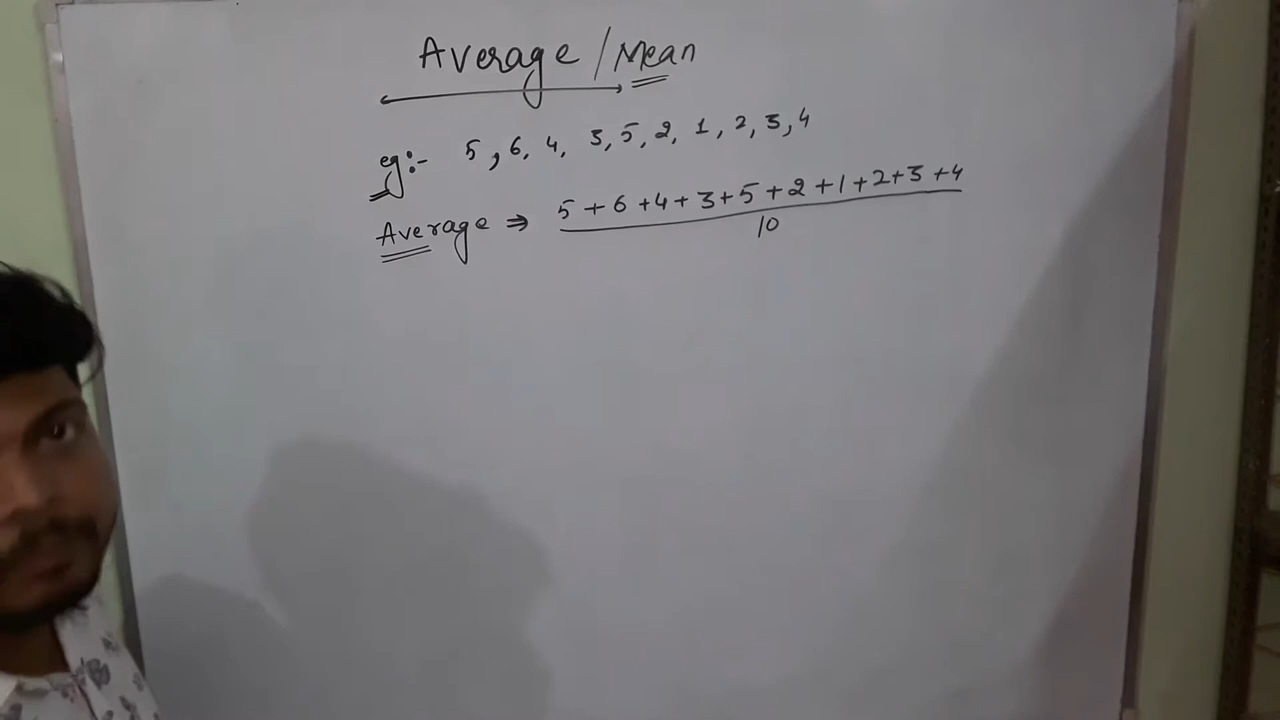 Average / Mean
eg:- 5, 6, 4, 3, 5, 2, 1, 2, 3, 4
Average ⇒ 5 + 6 + 4 + 3 + 5 + 2 + 1 + 2 + 3 + 4
10